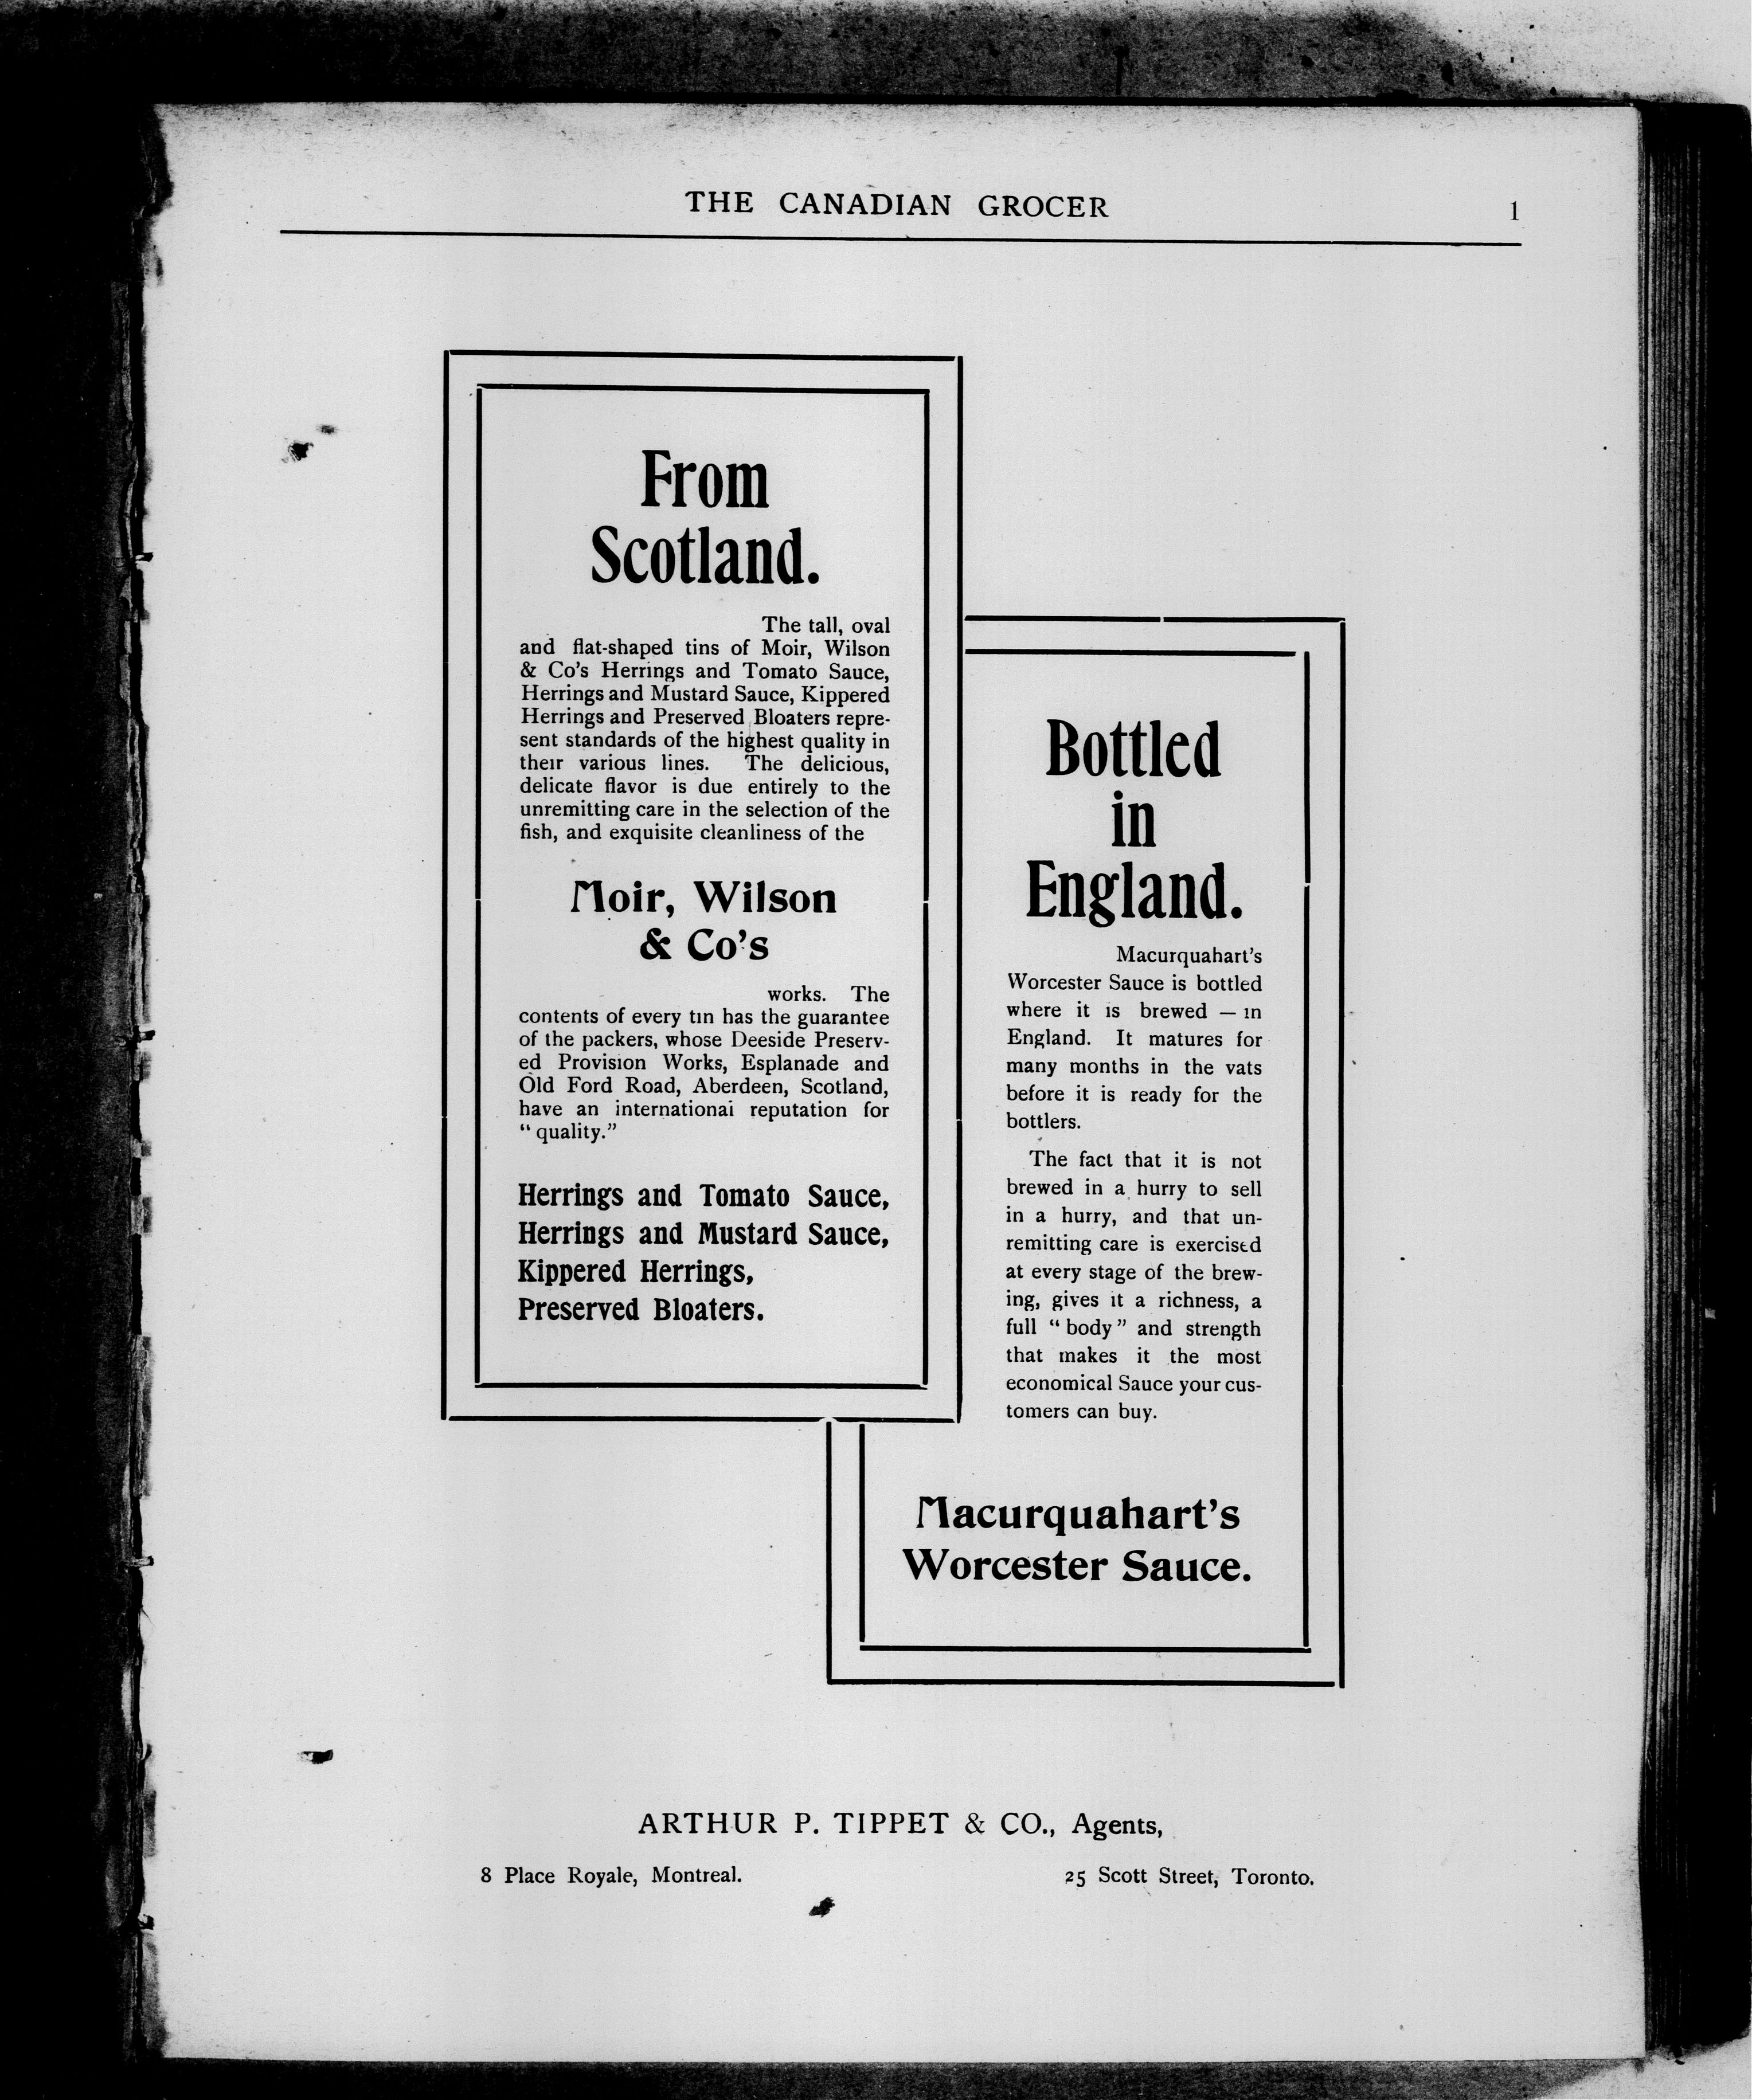 THE CANADIAN GROCER 1
From
Scotland.
The tall, oval
and flat-shaped tins of Moir, Wilson
& Co's Herrings and Tomato Sauce,
Herrings and Mustard Sauce, Kippered
Herrings and Preserved Bloaters repre-
sent standards of the highest quality in
their various lines. The delicious,
delicate flavor is due entirely to the
unremitting care in the selection of the
fish, and exquisite cleanliness of the
Moir, Wilson
& Co's
works. The
contents of every tin has the guarantee
of the packers, whose Deeside Preserv-
ed Provision Works, Esplanade and
Old Ford Road, Aberdeen, Scotland,
have an international reputation for
" quality."
Herrings and Tomato Sauce,
Herrings and Mustard Sauce,
Kippered Herrings,
Preserved Bloaters.
Bottled
in
England.
Macurquahart's
Worcester Sauce is bottled
where it is brewed — in
England. It matures for
many months in the vats
before it is ready for the
bottlers.
The fact that it is not
brewed in a hurry to sell
in a hurry, and that un-
remitting care is exercised
at every stage of the brew-
ing, gives it a richness, a
full " body " and strength
that makes it the most
economical Sauce your cus-
tomers can buy.
Macurquahart's
Worcester Sauce.
ARTHUR P. TIPPET & CO., Agents,
8 Place Royale, Montreal. 25 Scott Street, Toronto.